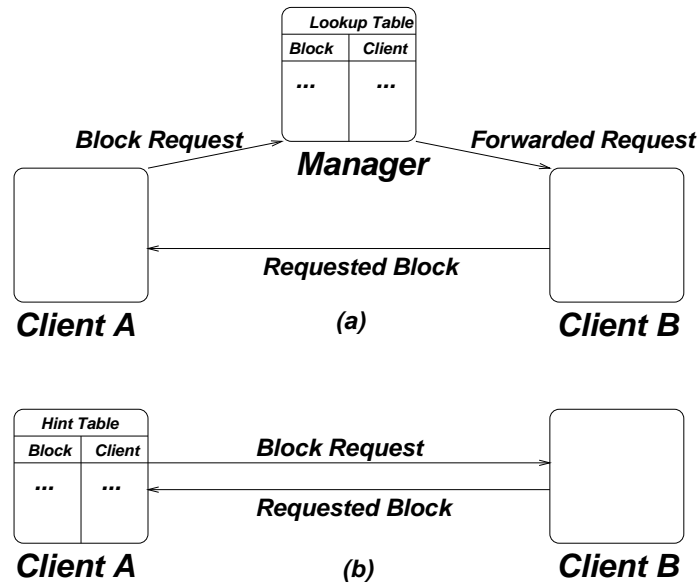 Lookup Table
Block Client
... ...
Block Request
Forwarded Request
Manager
Requested Block
Client A
(a)
Client B
Hint Table
Block Client
... ...
Block Request
Requested Block
Client A
(b)
Client B